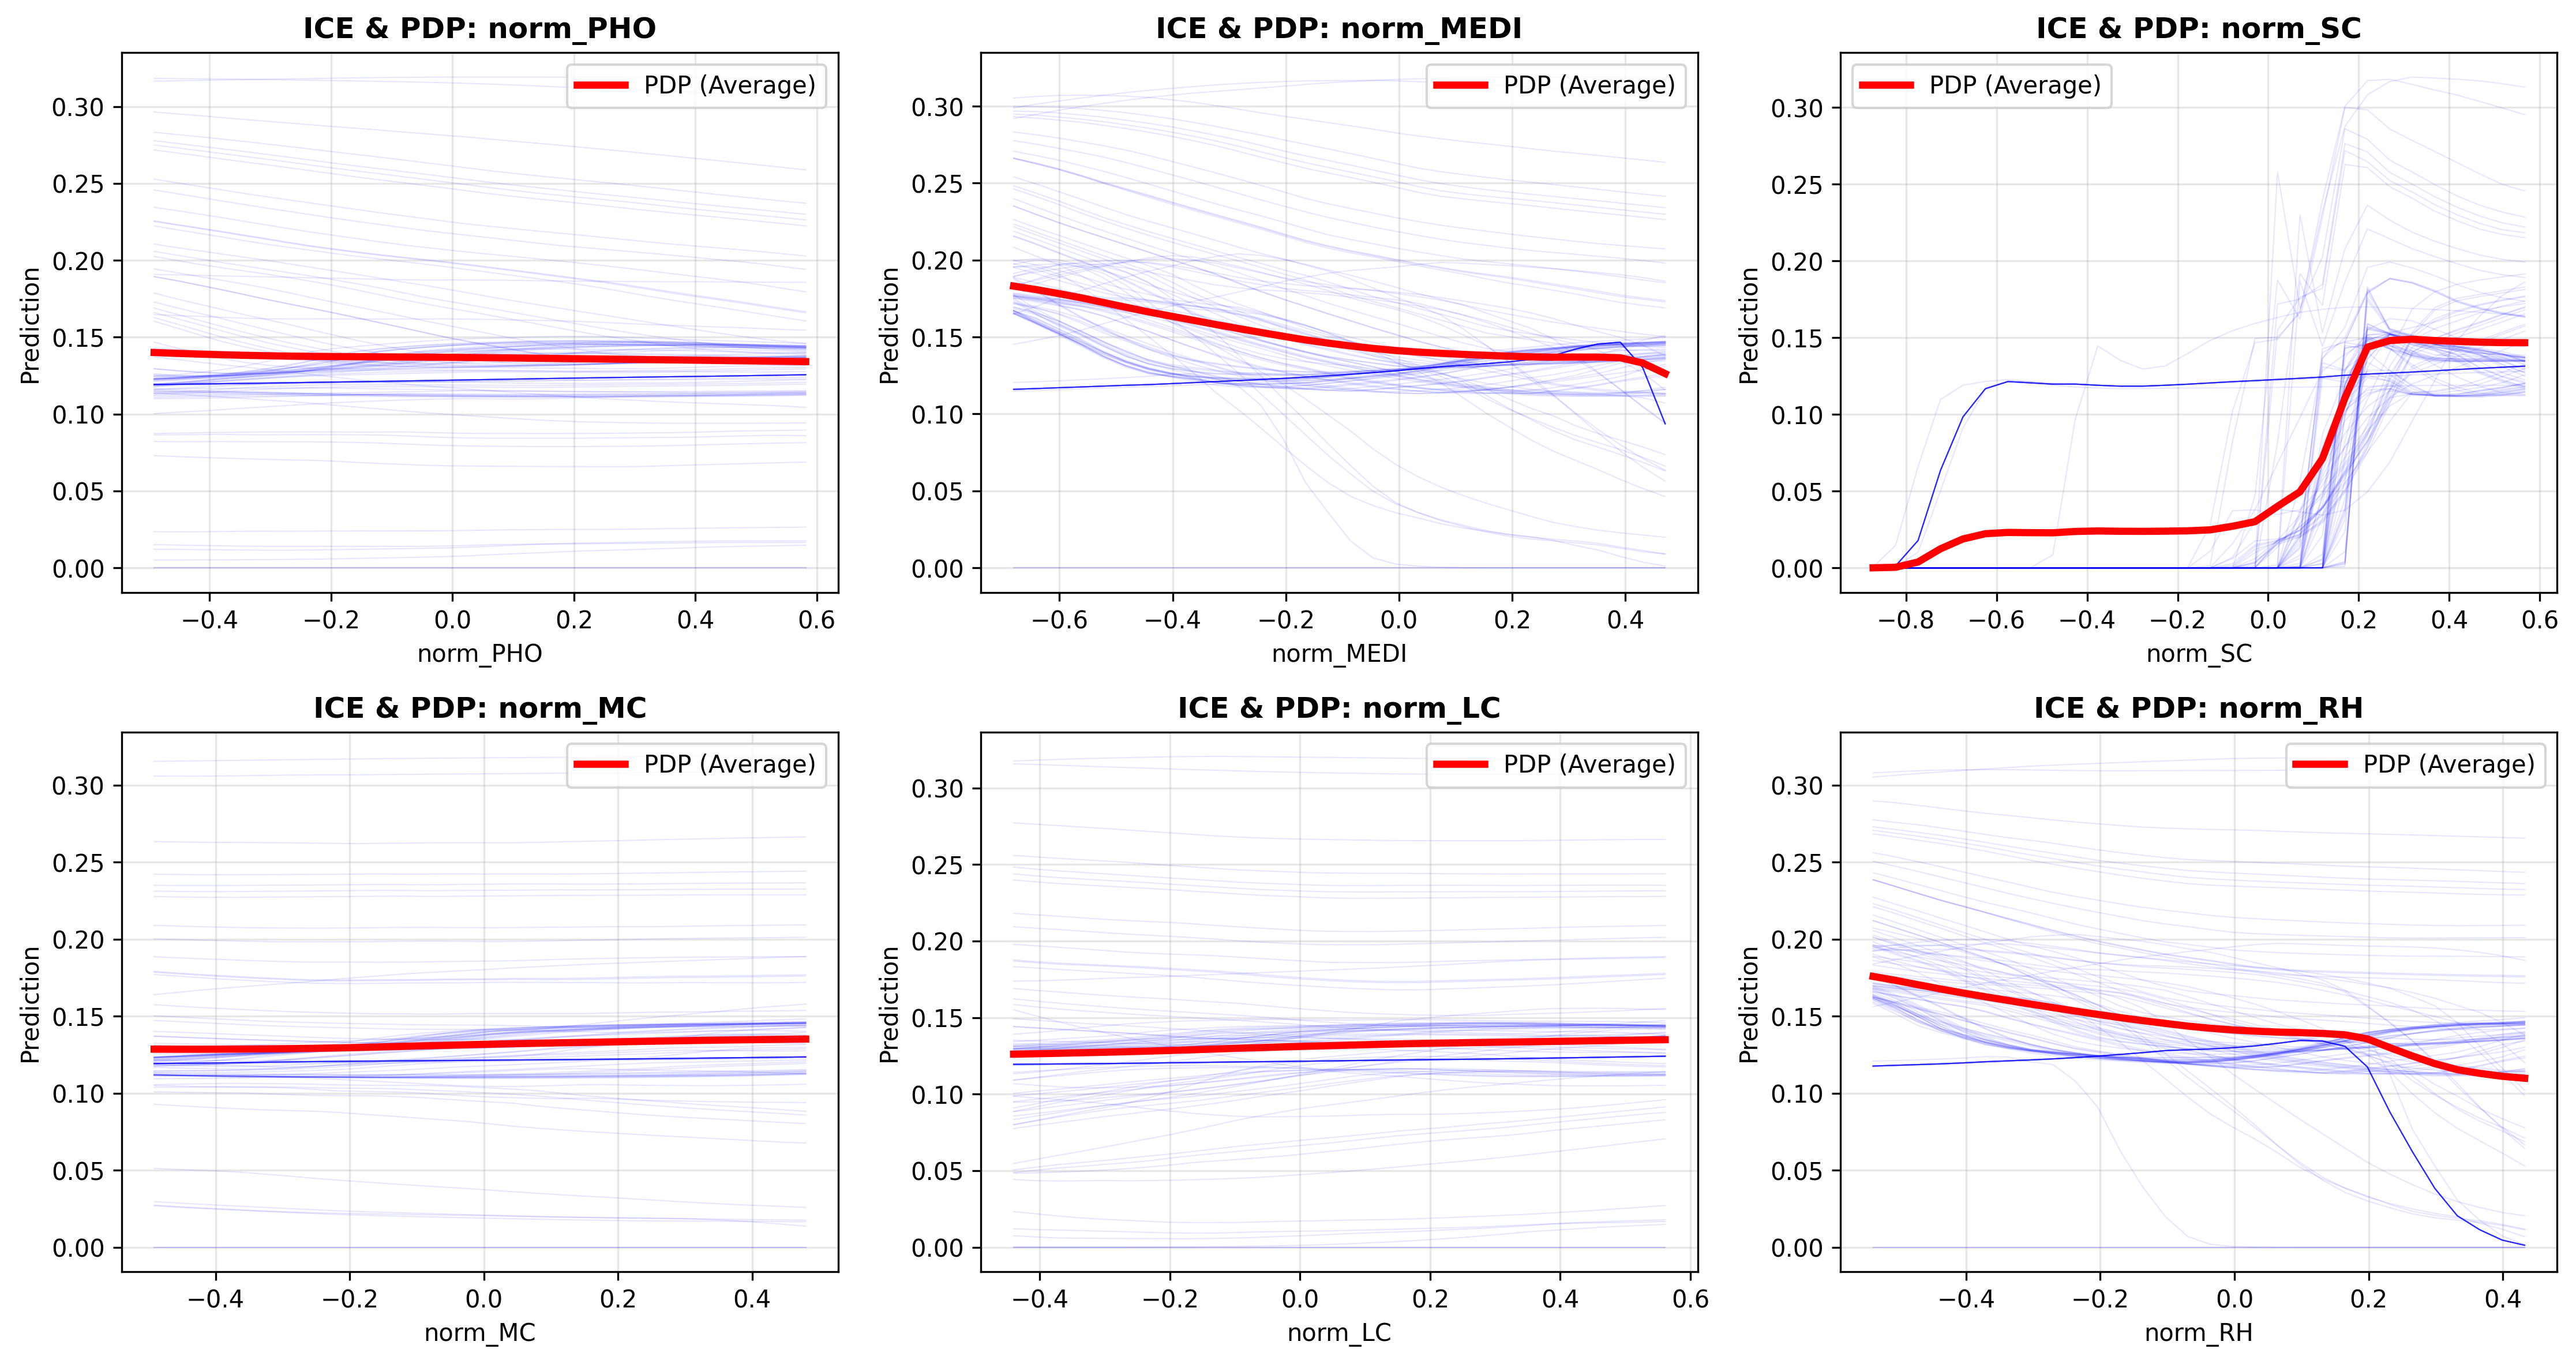 ICE & PDP: norm_PHO
PDP (Average)
Prediction
0.30
0.25
0.20
0.15
0.10
0.05
0.00
−0.4 −0.2 0.0 0.2 0.4 0.6
norm_PHO
ICE & PDP: norm_MEDI
PDP (Average)
Prediction
0.30
0.25
0.20
0.15
0.10
0.05
0.00
−0.6 −0.4 −0.2 0.0 0.2 0.4
norm_MEDI
ICE & PDP: norm_SC
PDP (Average)
Prediction
0.30
0.25
0.20
0.15
0.10
0.05
0.00
−0.8 −0.6 −0.4 −0.2 0.0 0.2 0.4 0.6
norm_SC
ICE & PDP: norm_MC
PDP (Average)
Prediction
0.30
0.25
0.20
0.15
0.10
0.05
0.00
−0.4 −0.2 0.0 0.2 0.4
norm_MC
ICE & PDP: norm_LC
PDP (Average)
Prediction
0.30
0.25
0.20
0.15
0.10
0.05
0.00
−0.4 −0.2 0.0 0.2 0.4 0.6
norm_LC
ICE & PDP: norm_RH
PDP (Average)
Prediction
0.30
0.25
0.20
0.15
0.10
0.05
0.00
−0.4 −0.2 0.0 0.2 0.4
norm_RH